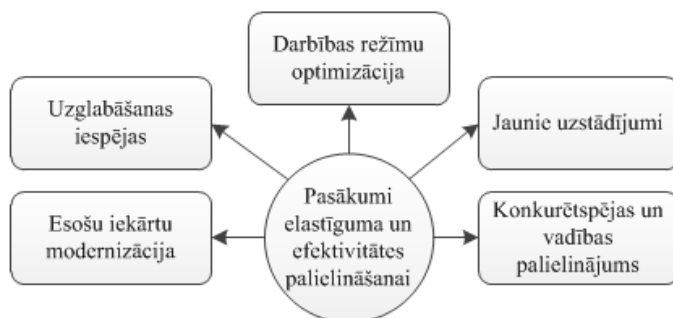 Darbības režīmu
optimizācija
Uzglabāšanas
iespējas
Jaunie uzstādījumi
Pasākumi
elastīguma un
efektivitātes
palielināšanai
Esošu iekārtu
modernizācija
Konkurētspējas un
vadības
palielinājums